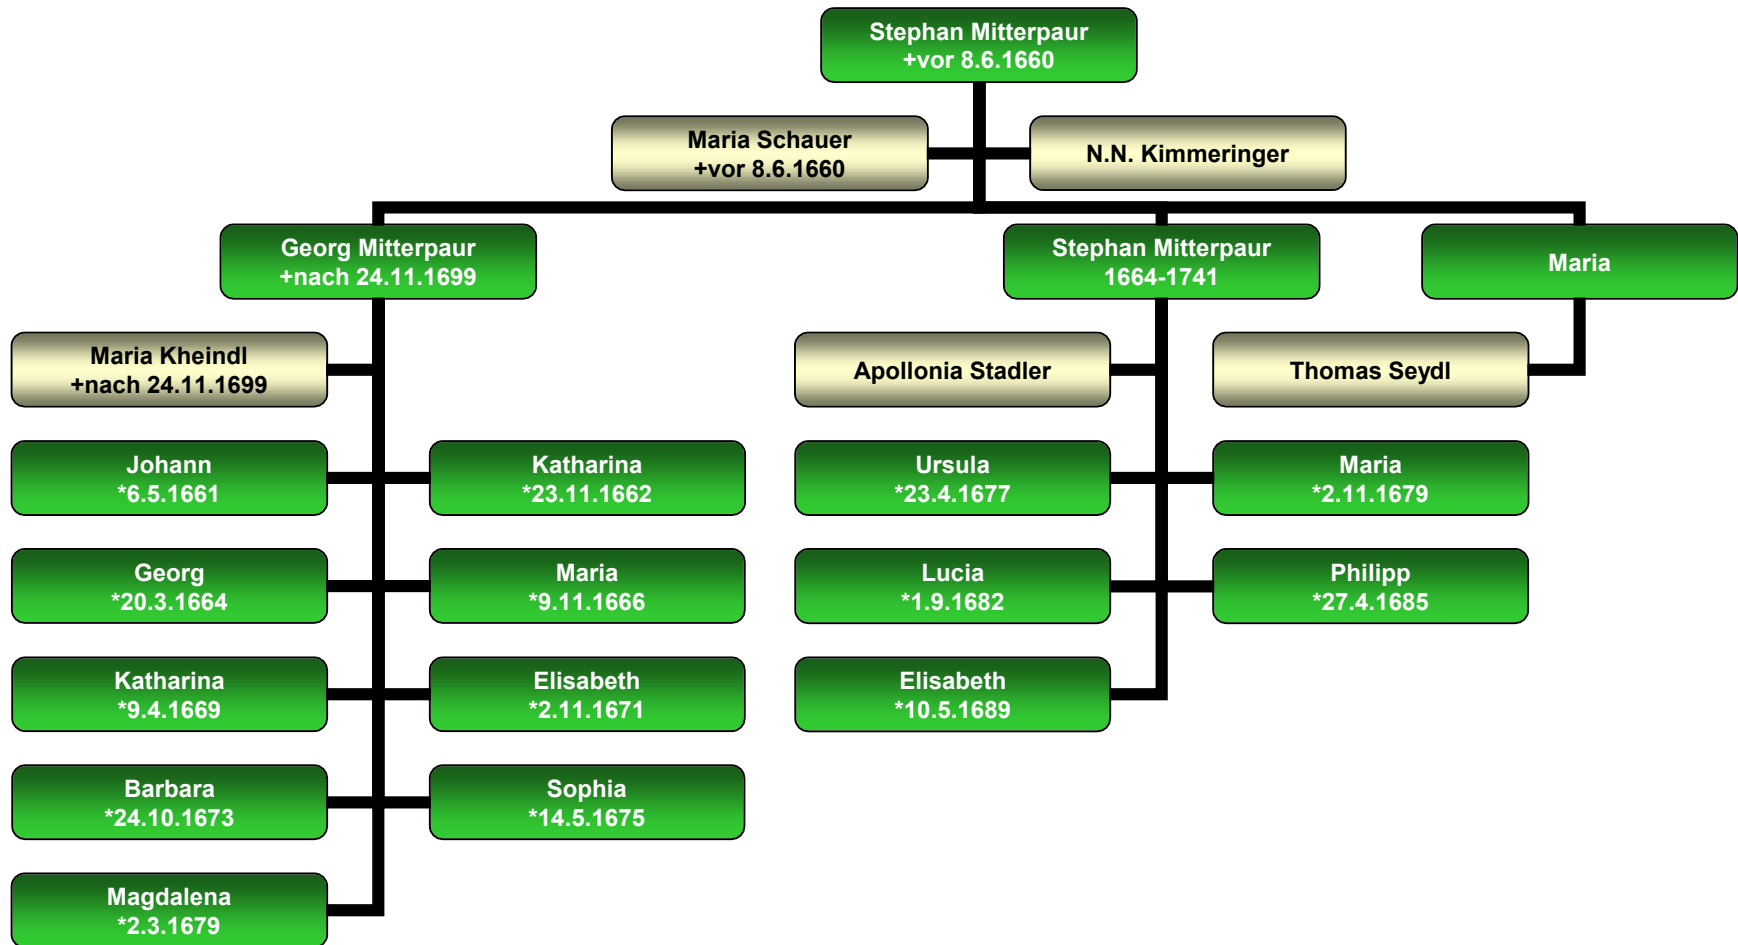 Stephan Mitterpaur
+vor 8.6.1660
Maria Schauer
+vor 8.6.1660
N.N. Kimmeringer
Georg Mitterpaur
+nach 24.11.1699
Stephan Mitterpaur
1664-1741
Maria
Maria Kheindl
+nach 24.11.1699
Apollonia Stadler
Thomas Seydl
Johann
*6.5.1661
Katharina
*23.11.1662
Ursula
*23.4.1677
Maria
*2.11.1679
Georg
*20.3.1664
Maria
*9.11.1666
Lucia
*1.9.1682
Philipp
*27.4.1685
Katharina
*9.4.1669
Elisabeth
*2.11.1671
Elisabeth
*10.5.1689
Barbara
*24.10.1673
Sophia
*14.5.1675
Magdalena
*2.3.1679